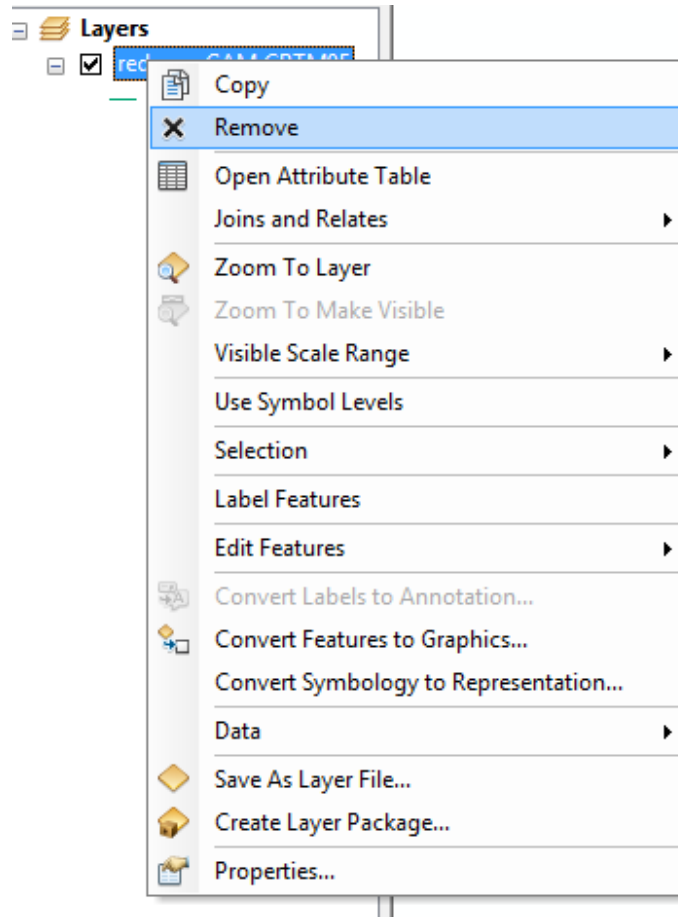 Layers
Copy
Remove
Open Attribute Table
Joins and Relates
Zoom To Layer
Zoom To Make Visible
Visible Scale Range
Use Symbol Levels
Selection
Label Features
Edit Features
Convert Labels to Annotation...
Convert Features to Graphics...
Convert Symbology to Representation...
Data
Save As Layer File...
Create Layer Package...
Properties...